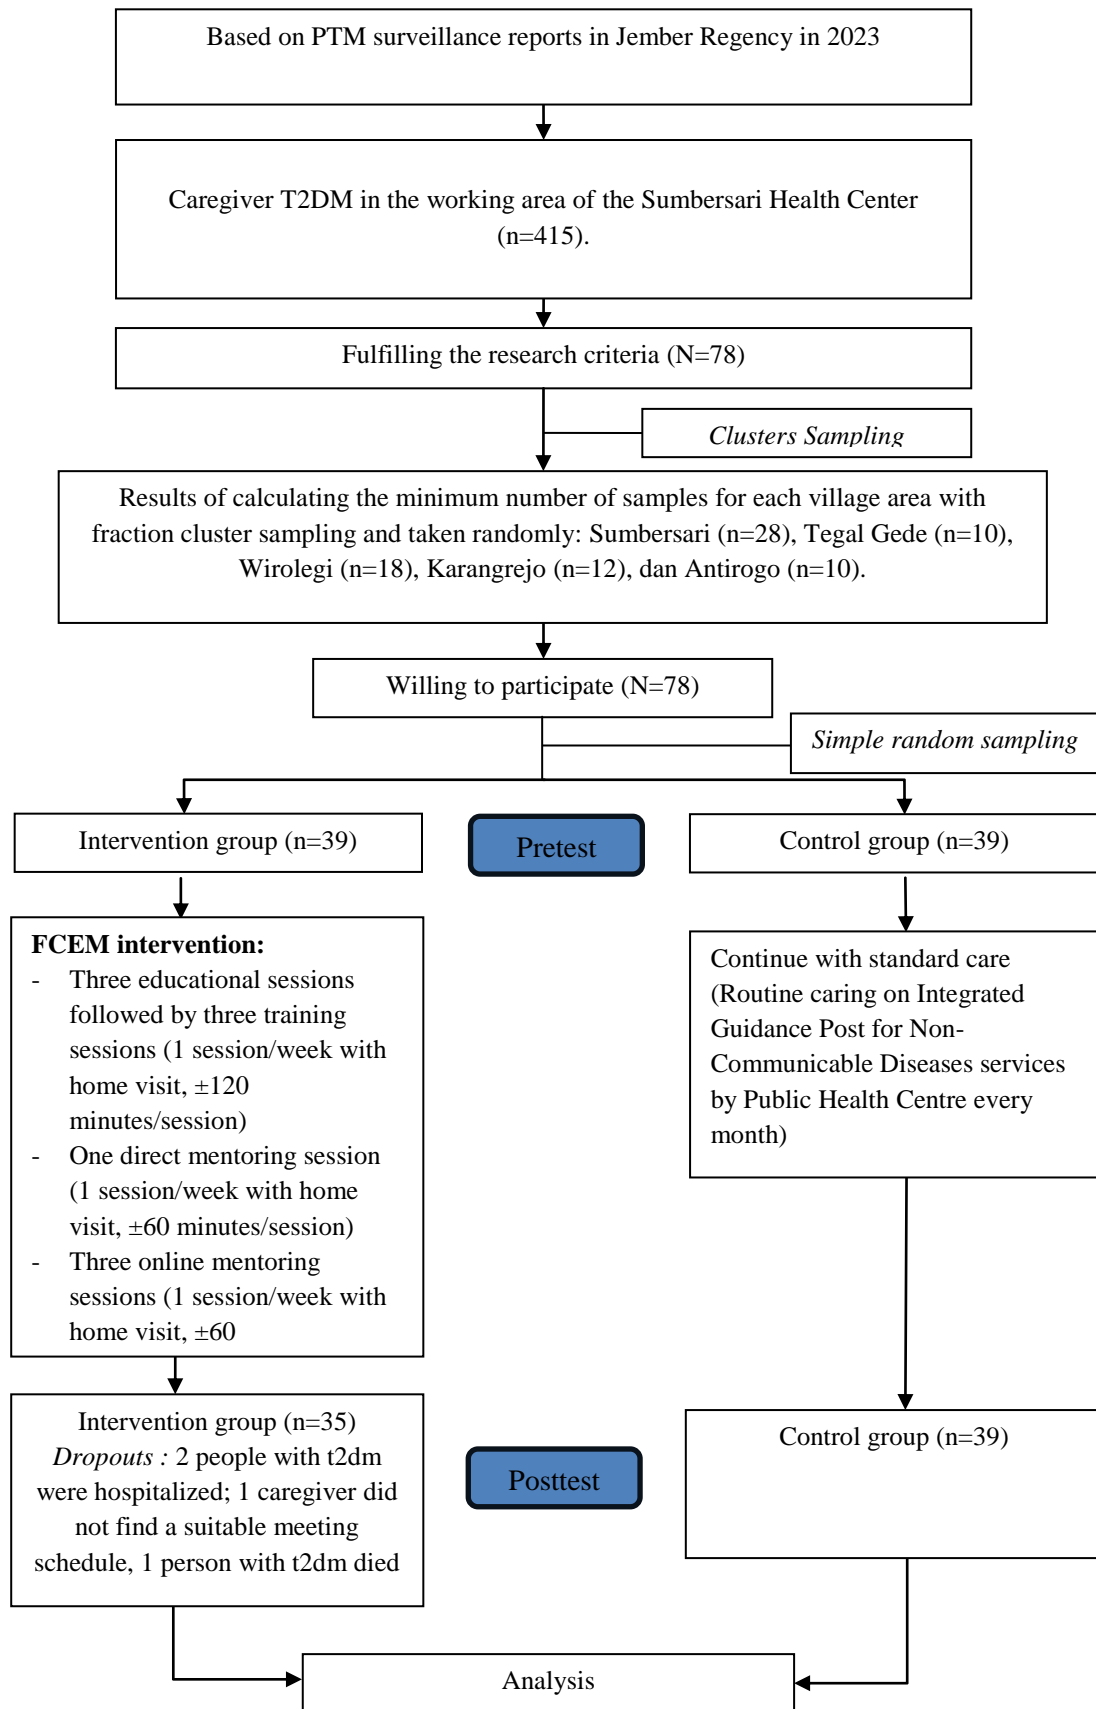 Based on PTM surveillance reports in Jember Regency in 2023
Caregiver T2DM in the working area of the Sumbersari Health Center
(n=415).
Fulfilling the research criteria (N=78)
Clusters Sampling
Results of calculating the minimum number of samples for each village area with
fraction cluster sampling and taken randomly: Sumbersari (n=28), Tegal Gede (n=10),
Wirolegi (n=18), Karangrejo (n=12), dan Antirogo (n=10).
Willing to participate (N=78)
Simple random sampling
Intervention group (n=39)
Pretest
Control group (n=39)
FCEM intervention:
- Three educational sessions
followed by three training
sessions (1 session/week with
home visit, ±120
minutes/session)
- One direct mentoring session
(1 session/week with home
visit, ±60 minutes/session)
- Three online mentoring
sessions (1 session/week with
home visit, ±60
Continue with standard care
(Routine caring on Integrated
Guidance Post for Non-
Communicable Diseases services
by Public Health Centre every
month)
Intervention group (n=35)
Dropouts : 2 people with t2dm
were hospitalized; 1 caregiver did
not find a suitable meeting
schedule, 1 person with t2dm died
Posttest
Control group (n=39)
Analysis